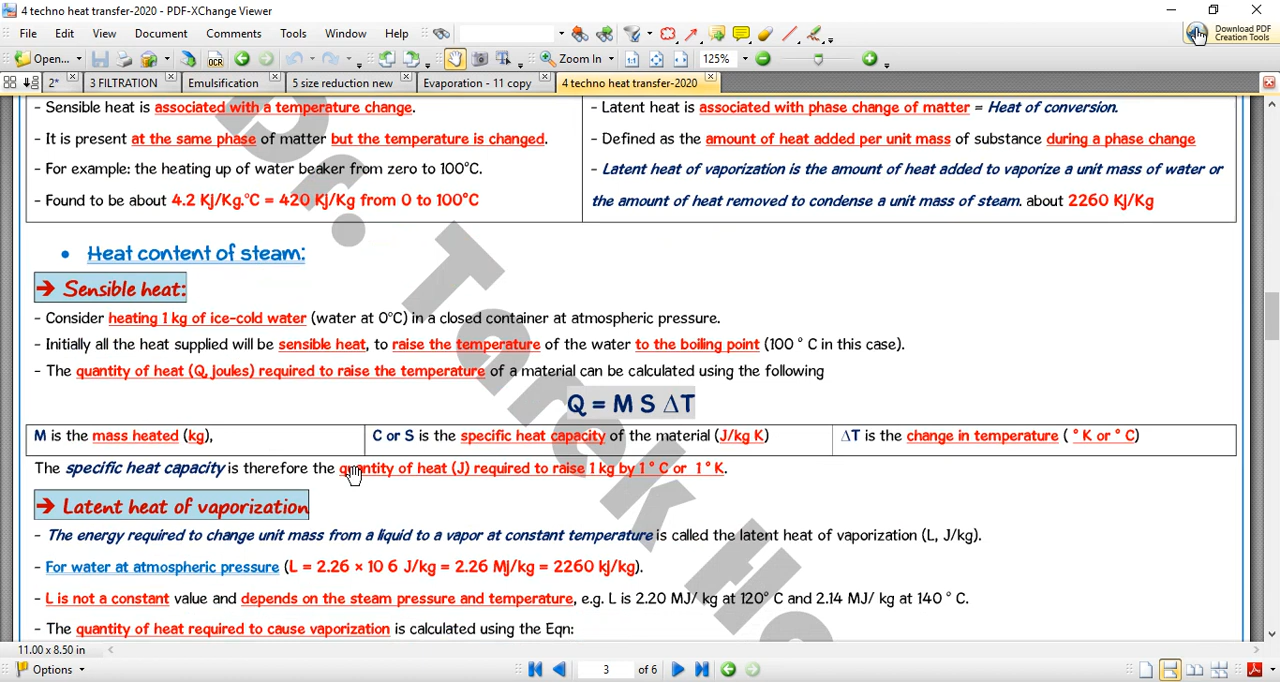 4 techno heat transfer-2020 - PDF-XChange Viewer
File Edit View Document Comments Tools Window Help
Download PDF
Creation Tools
Open... OCR Zoom In 125%
2* 3 FILTRATION Emulsification 5 size reduction new Evaporation - 11 copy 4 techno heat transfer-2020
- Sensible heat is associated with a temperature change.
- It is present at the same phase of matter but the temperature is changed.
- For example: the heating up of water beaker from zero to 100°C.
- Found to be about 4.2 Kj/Kg.°C = 420 Kj/Kg from 0 to 100°C
- Latent heat is associated with phase change of matter = Heat of conversion.
- Defined as the amount of heat added per unit mass of substance during a phase change
- Latent heat of vaporization is the amount of heat added to vaporize a unit mass of water or
the amount of heat removed to condense a unit mass of steam. about 2260 Kj/Kg
• Heat content of steam:
→ Sensible heat:
- Consider heating 1 kg of ice-cold water (water at 0°C) in a closed container at atmospheric pressure.
- Initially all the heat supplied will be sensible heat, to raise the temperature of the water to the boiling point (100 ° C in this case).
- The quantity of heat (Q, joules) required to raise the temperature of a material can be calculated using the following
Q = M S ΔT
M is the mass heated (kg), C or S is the specific heat capacity of the material (J/kg K) ΔT is the change in temperature ( ° K or ° C)
The specific heat capacity is therefore the quantity of heat (J) required to raise 1 kg by 1 ° C or 1 ° K.
→ Latent heat of vaporization
- The energy required to change unit mass from a liquid to a vapor at constant temperature is called the latent heat of vaporization (L, J/kg).
- For water at atmospheric pressure (L = 2.26 × 10 6 J/kg = 2.26 Mj/kg = 2260 kj/kg).
- L is not a constant value and depends on the steam pressure and temperature, e.g. L is 2.20 MJ/ kg at 120° C and 2.14 MJ/ kg at 140 ° C.
- The quantity of heat required to cause vaporization is calculated using the Eqn:
Dr. Tarek Ho
11.00 x 8.50 in
Options 3 of 6